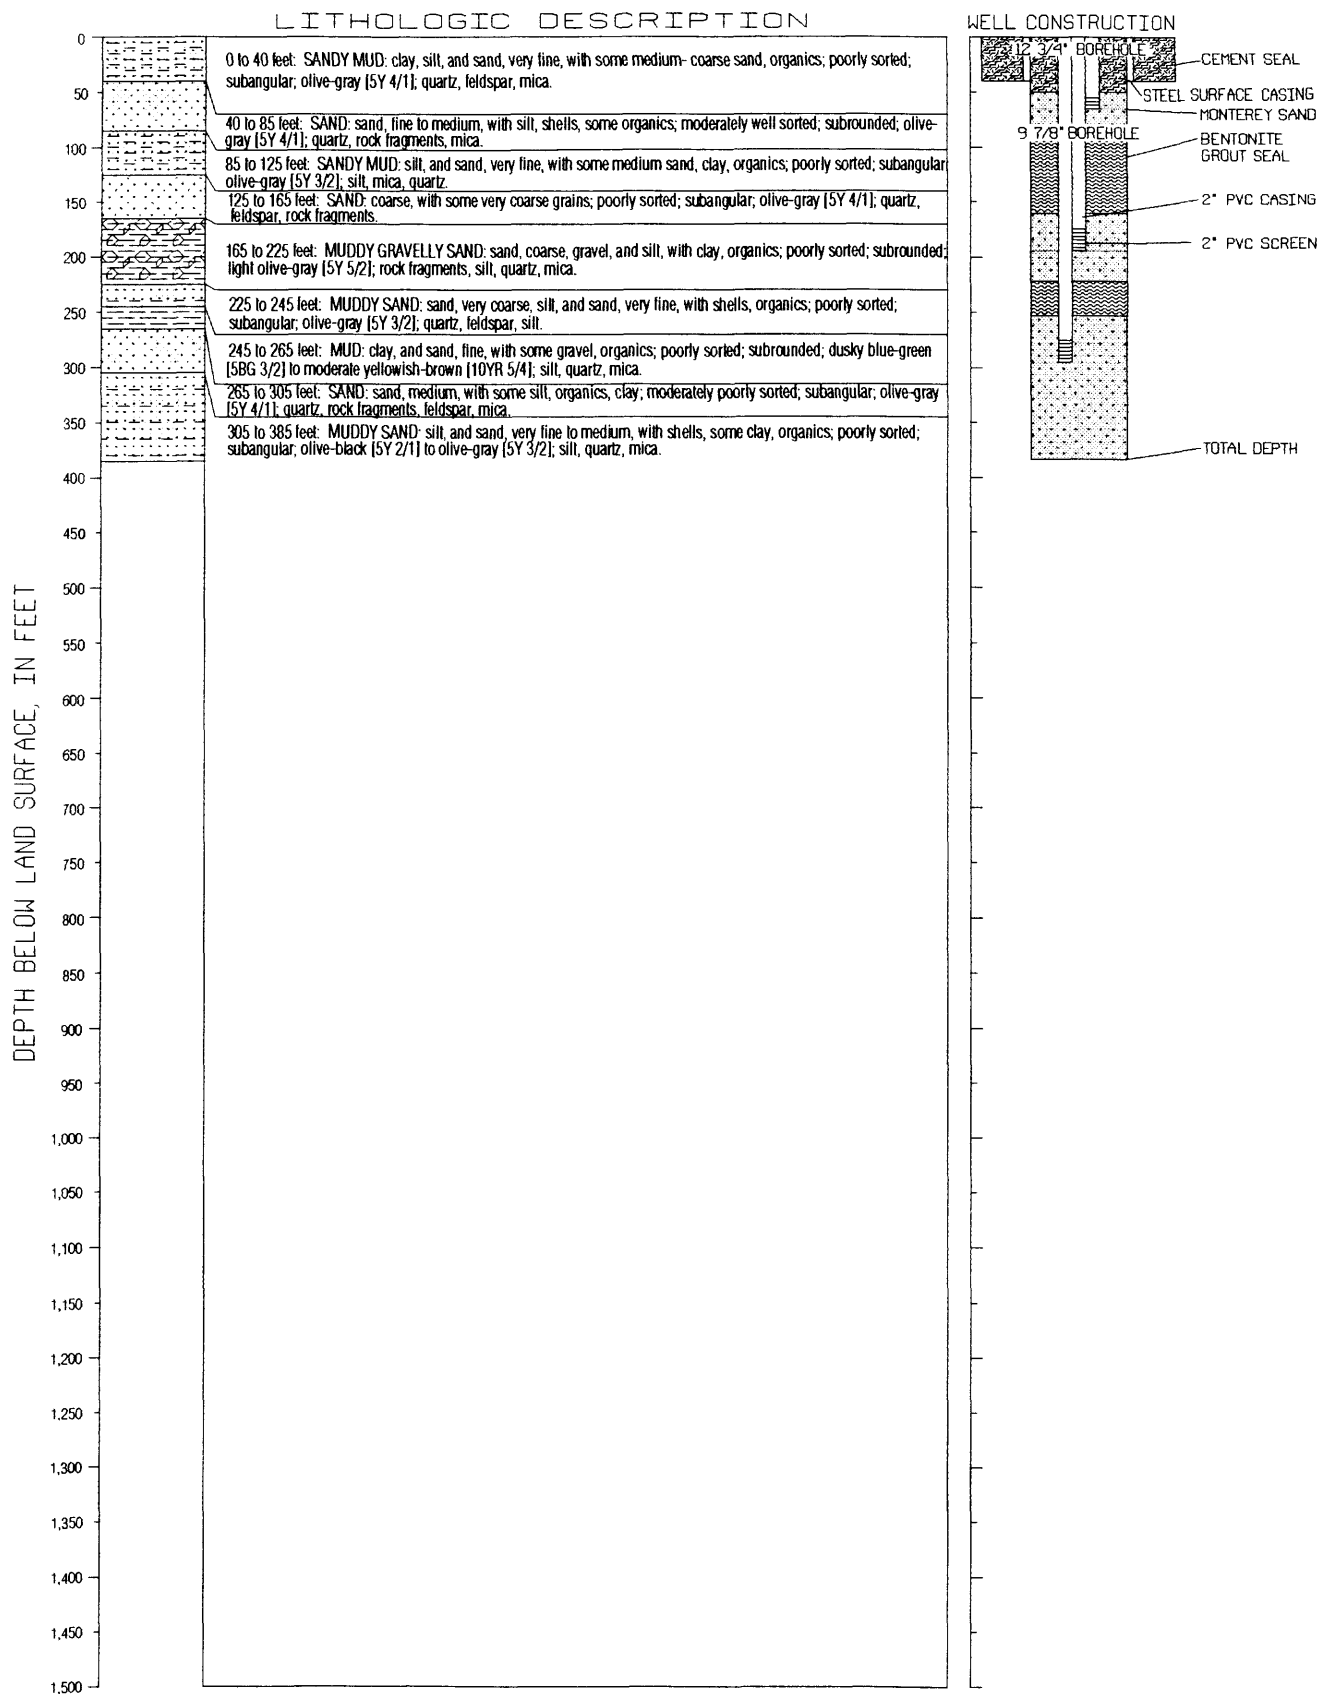 LITHOLOGIC DESCRIPTION
0 to 40 feet: SANDY MUD: clay, silt, and sand, very fine, with some medium- coarse sand, organics; poorly sorted;
subangular; olive-gray [5Y 4/1]; quartz, feldspar, mica.
40 to 85 feet: SAND: sand, fine to medium, with silt, shells, some organics; moderately well sorted; subrounded; olive-
gray [5Y 4/1]; quartz, rock fragments, mica.
85 to 125 feet: SANDY MUD: silt, and sand, very fine, with some medium sand, clay, organics; poorly sorted; subangular
olive-gray [5Y 3/2]; silt, mica, quartz.
125 to 165 feet: SAND: coarse, with some very coarse grains; poorly sorted; subangular; olive-gray [5Y 4/1]; quartz,
feldspar, rock fragments.
165 to 225 feet: MUDDY GRAVELLY SAND: sand, coarse, gravel, and silt, with clay, organics; poorly sorted; subrounded;
light olive-gray [5Y 5/2]; rock fragments, silt, quartz, mica.
225 to 245 feet: MUDDY SAND: sand, very coarse, silt, and sand, very fine, with shells, organics; poorly sorted;
subangular; olive-gray [5Y 3/2]; quartz, feldspar, silt.
245 to 265 feet: MUD: clay, and sand, fine, with some gravel, organics; poorly sorted; subrounded; dusky blue-green
[5BG 3/2] to moderate yellowish-brown [10YR 5/4]; silt, quartz, mica.
265 to 305 feet: SAND: sand, medium, with some silt, organics, clay; moderately poorly sorted; subangular; olive-gray
[5Y 4/1]; quartz, rock fragments, feldspar, mica.
305 to 385 feet: MUDDY SAND: silt, and sand, very fine to medium, with shells, some clay, organics; poorly sorted;
subangular; olive-black [5Y 2/1] to olive-gray [5Y 3/2]; silt, quartz, mica.
WELL CONSTRUCTION
12 3/4" BOREHOLE
CEMENT SEAL
STEEL SURFACE CASING
MONTEREY SAND
9 7/8" BOREHOLE
BENTONITE
GROUT SEAL
2" PVC CASING
2" PVC SCREEN
TOTAL DEPTH
DEPTH BELOW LAND SURFACE, IN FEET
0
50
100
150
200
250
300
350
400
450
500
550
600
650
700
750
800
850
900
950
1,000
1,050
1,100
1,150
1,200
1,250
1,300
1,350
1,400
1,450
1,500